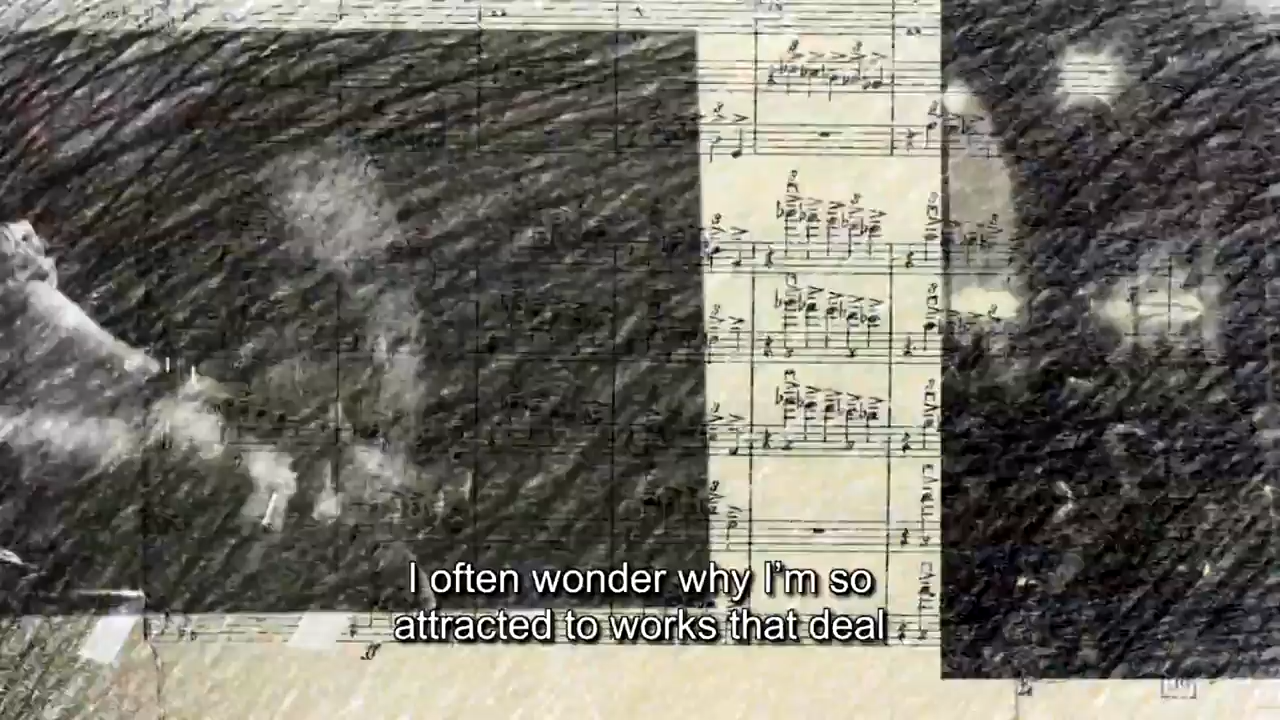 I often wonder why I'm so
attracted to works that deal